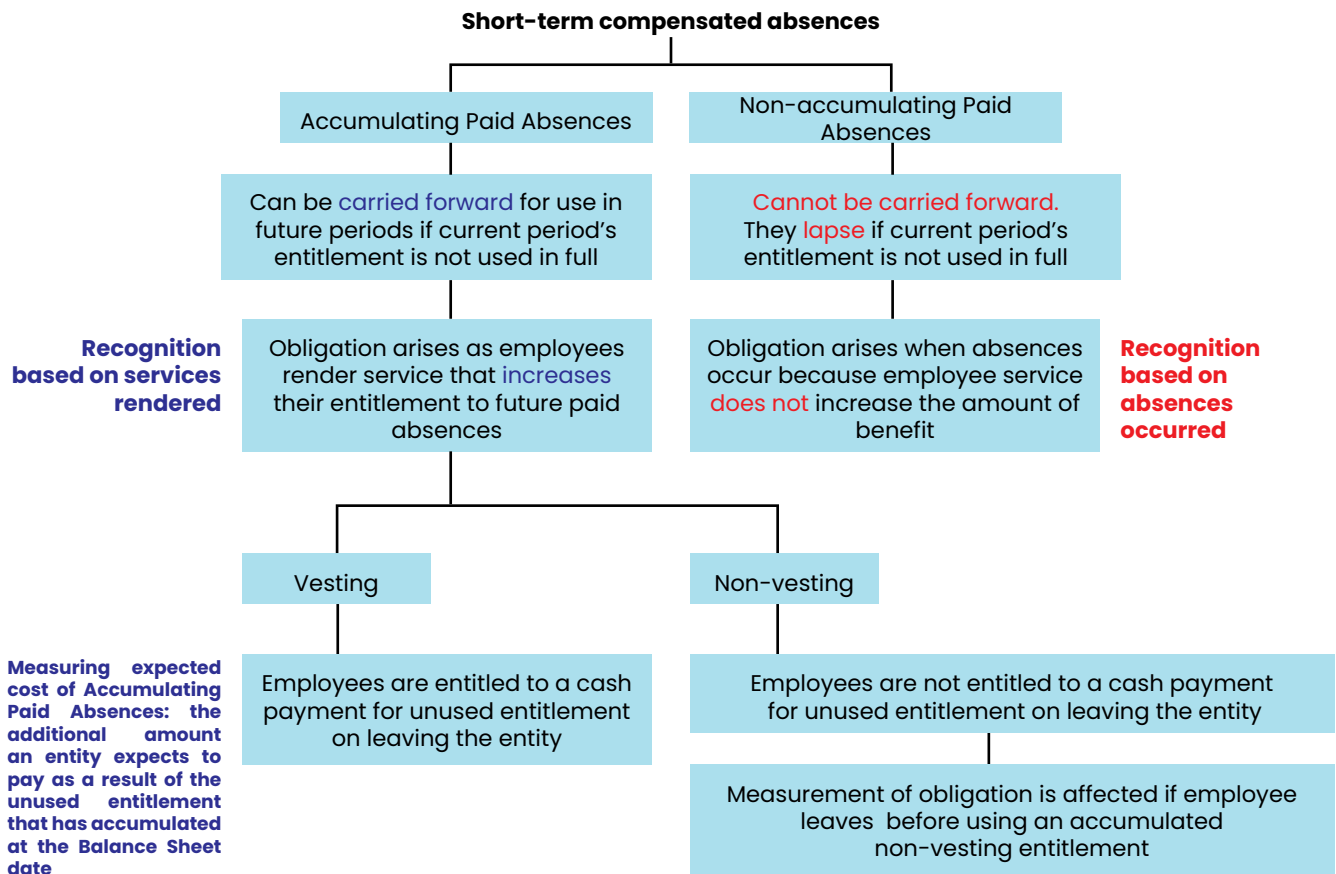 Short-term compensated absences
Accumulating Paid Absences
Non-accumulating Paid
Absences
Can be carried forward for use in
future periods if current period's
entitlement is not used in full
Cannot be carried forward.
They lapse if current period's
entitlement is not used in full
Recognition
based on services
rendered
Obligation arises as employees
render service that increases
their entitlement to future paid
absences
Obligation arises when absences
occur because employee service
does not increase the amount of
benefit
Recognition
based on
absences
occurred
Vesting
Non-vesting
Measuring expected
cost of Accumulating
Paid Absences: the
additional amount
an entity expects to
pay as a result of the
unused entitlement
that has accumulated
at the Balance Sheet
date
Employees are entitled to a cash
payment for unused entitlement
on leaving the entity
Employees are not entitled to a cash payment
for unused entitlement on leaving the entity
Measurement of obligation is affected if employee
leaves before using an accumulated
non-vesting entitlement